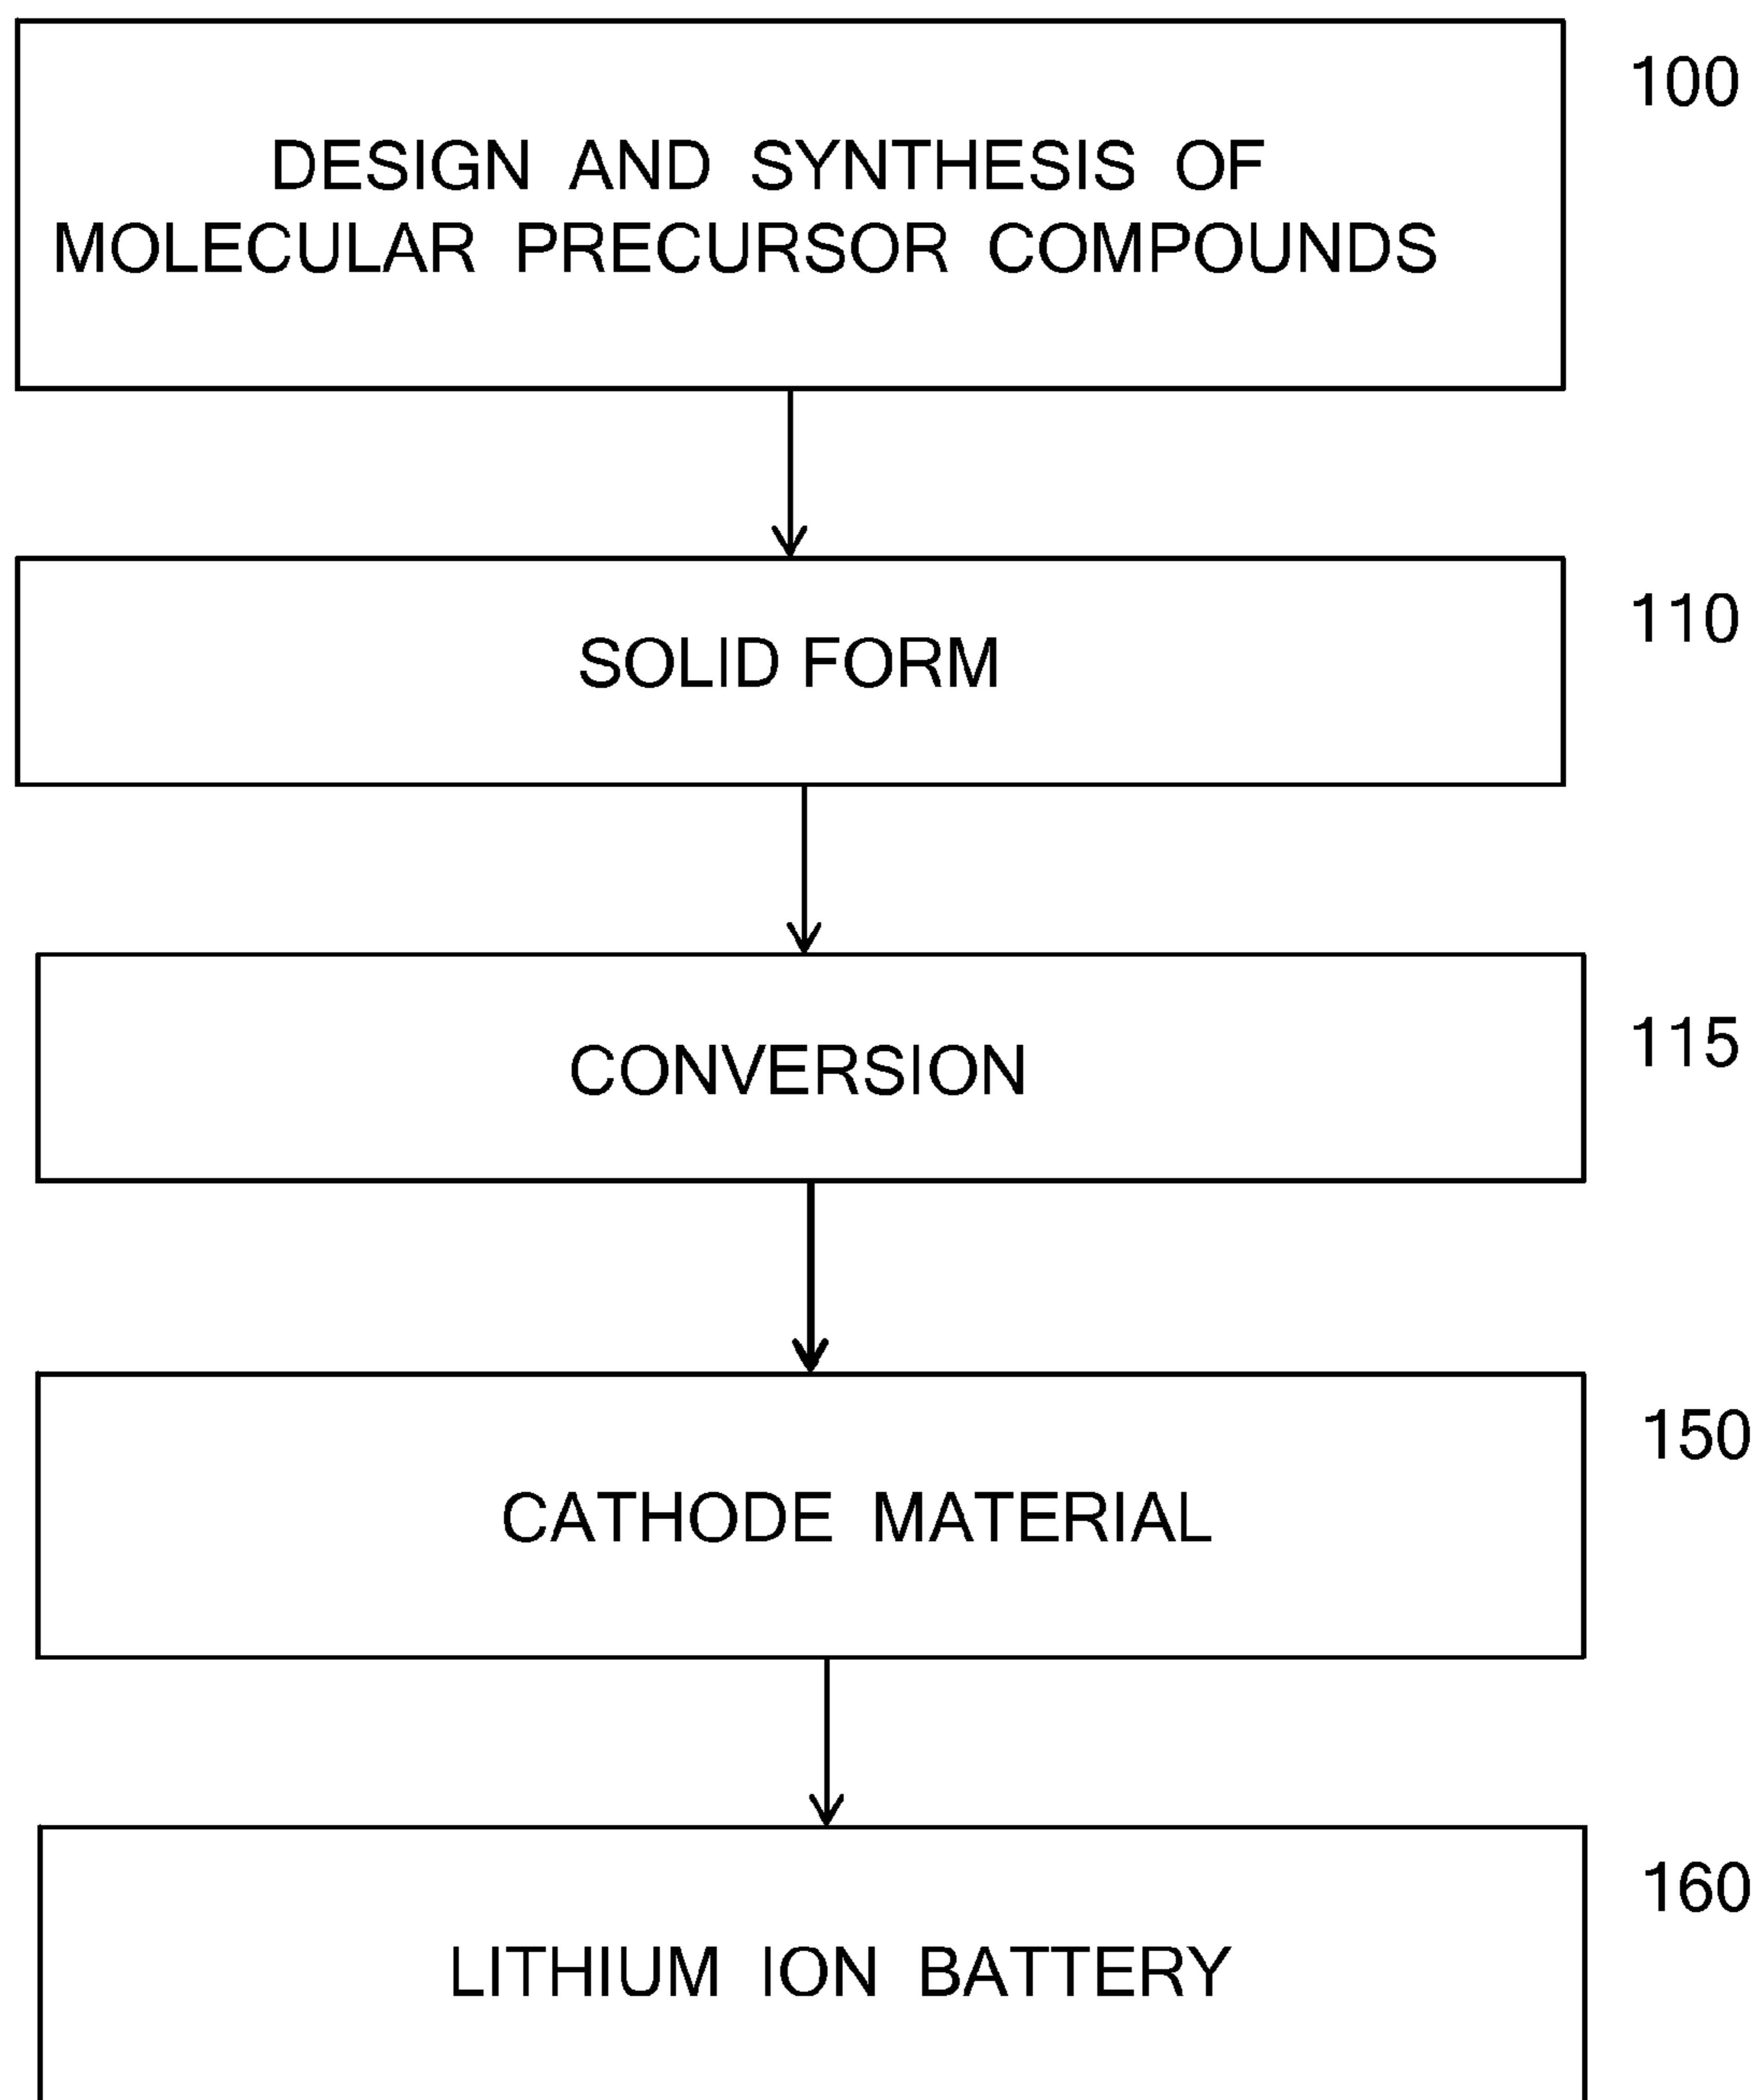 100
DESIGN AND SYNTHESIS OF
MOLECULAR PRECURSOR COMPOUNDS
110
SOLID FORM
115
CONVERSION
150
CATHODE MATERIAL
160
LITHIUM ION BATTERY